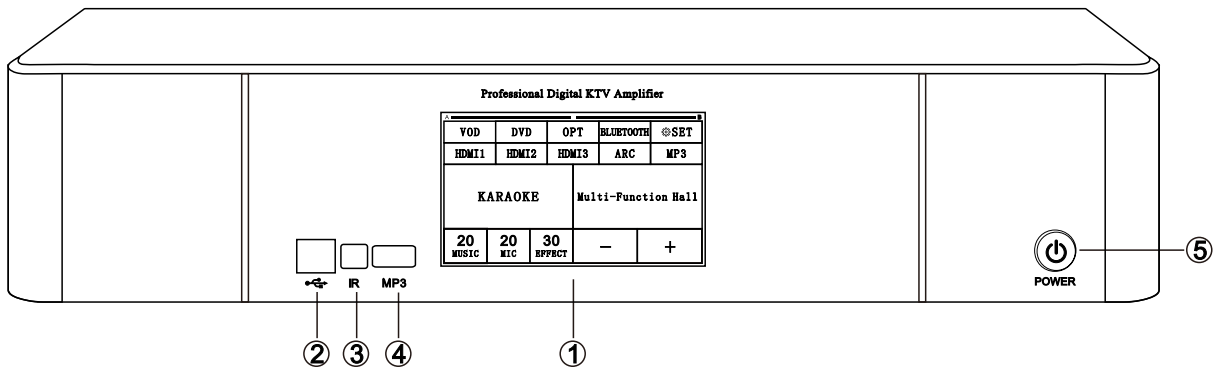 Professional Digital KTV Amplifier
A B
VOD DVD OPT BLUETOOTH SET
HDMI1 HDMI2 HDMI3 ARC MP3
KARAOKE Multi-Function Hall
20 20 30 − +
MUSIC MIC EFFECT
IR MP3
POWER
⑤
② ③ ④ ①